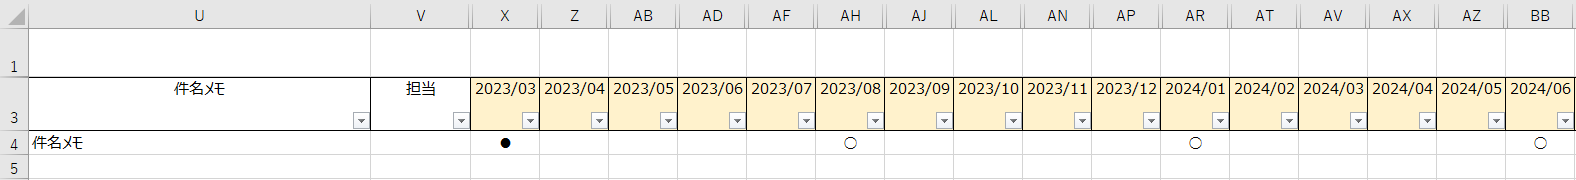 U V X Z AB AD AF AH AJ AL AN AP AR AT AV AX AZ BB
1
3 件名メモ 担当 2023/03 2023/04 2023/05 2023/06 2023/07 2023/08 2023/09 2023/10 2023/11 2023/12 2024/01 2024/02 2024/03 2024/04 2024/05 2024/06
4 件名メモ ● ○ ○ ○
5